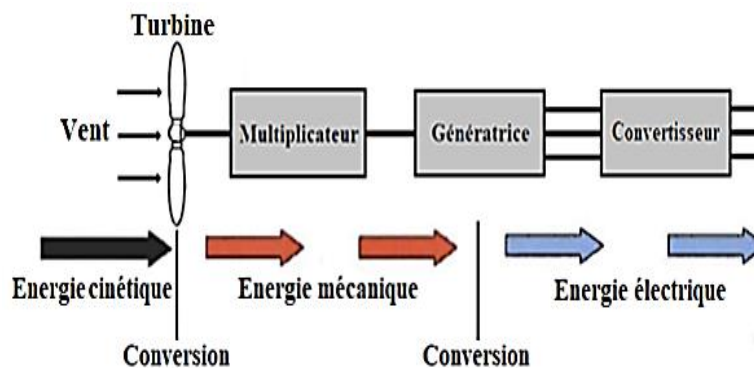 Turbine
Vent
Multiplicateur
Génératrice
Convertisseur
Energie cinétique
Energie mécanique
Energie électrique
Conversion
Conversion